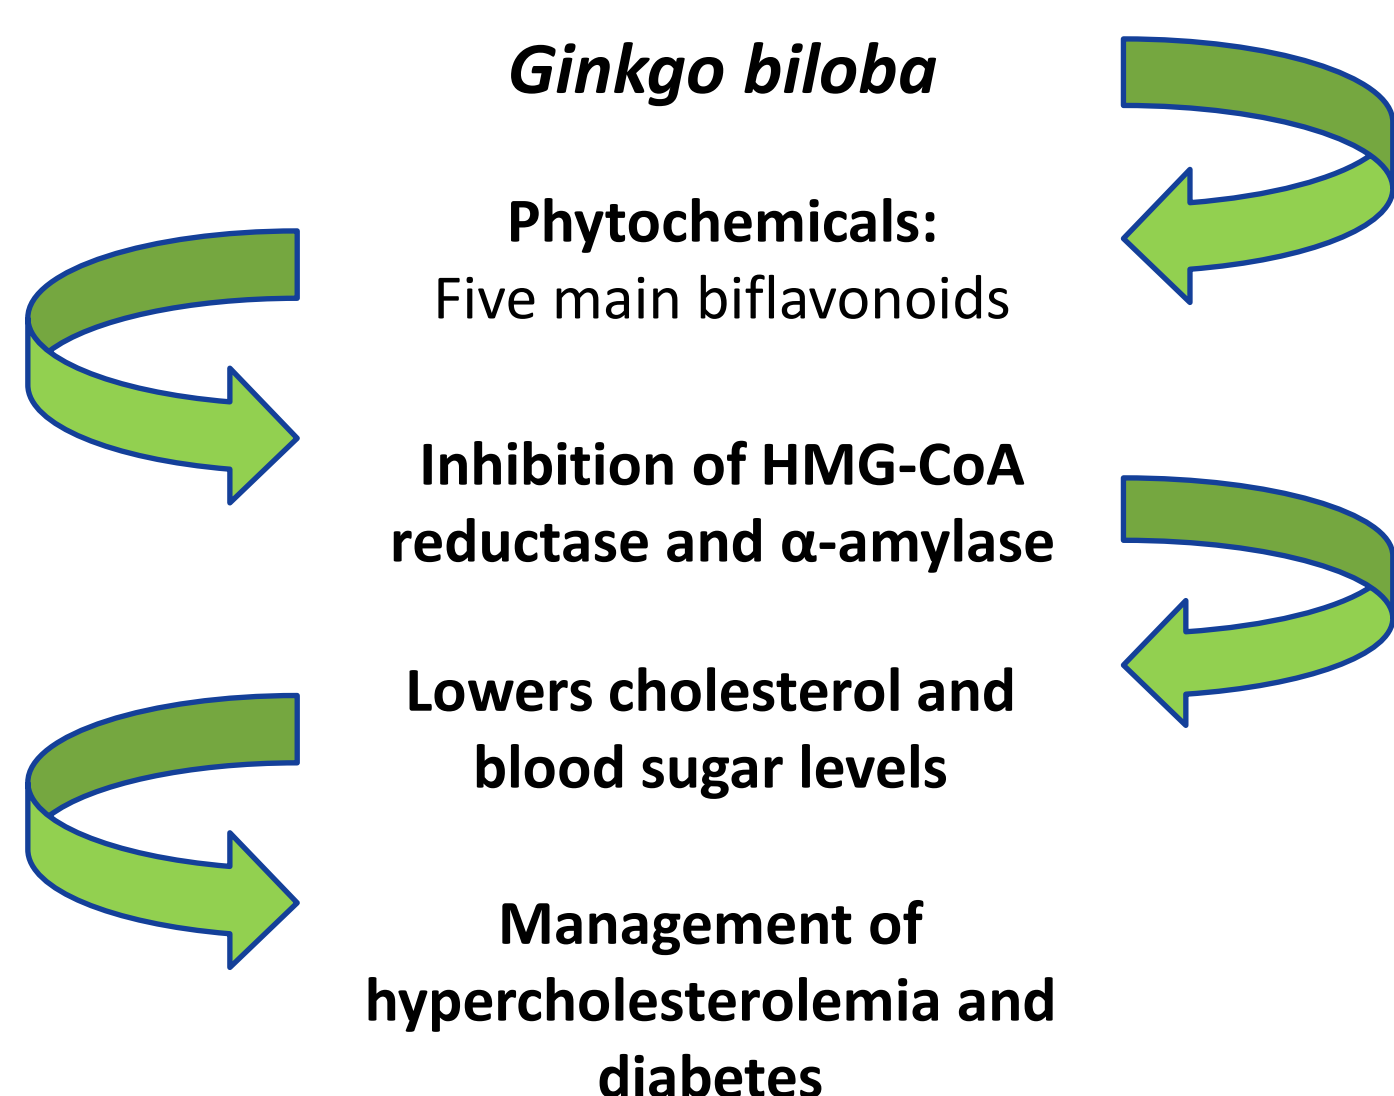 Ginkgo biloba
Phytochemicals:
Five main biflavonoids
Inhibition of HMG-CoA
reductase and α-amylase
Lowers cholesterol and
blood sugar levels
Management of
hypercholesterolemia and
diabetes